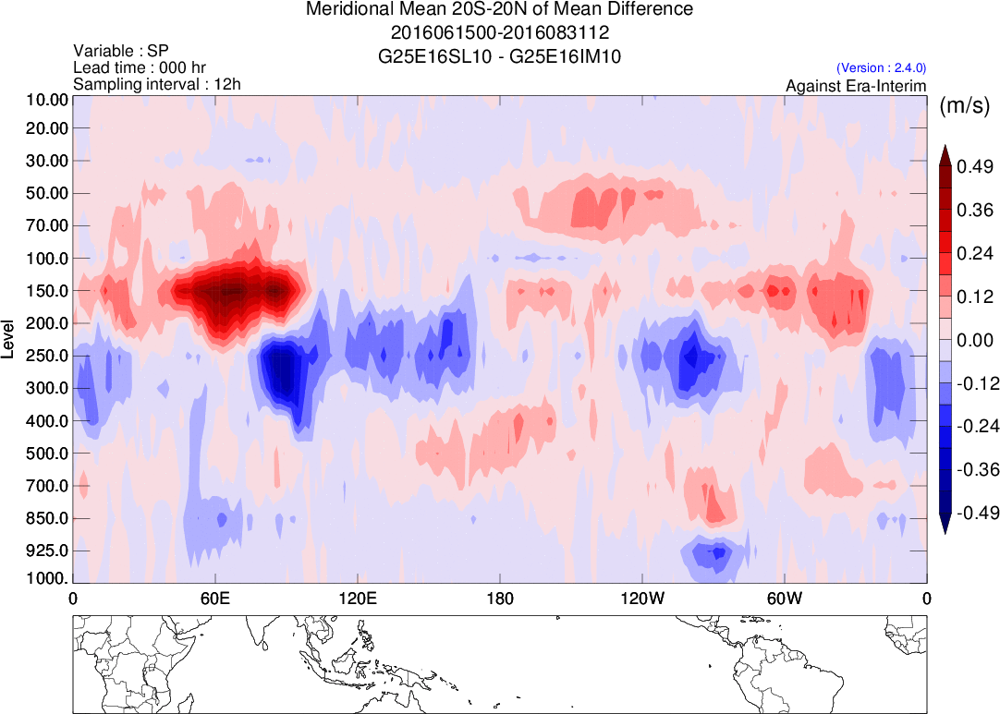 Meridional Mean 20S-20N of Mean Difference
2016061500-2016083112
G25E16SL10 - G25E16IM10
Variable : SP
Lead time : 000 hr
Sampling interval : 12h
(Version : 2.4.0)
Against Era-Interim
(m/s)
Level
10.00
20.00
30.00
50.00
70.00
100.0
150.0
200.0
250.0
300.0
400.0
500.0
700.0
850.0
925.0
1000.
0 60E 120E 180 120W 60W 0
0.49
0.36
0.24
0.12
0.00
-0.12
-0.24
-0.36
-0.49